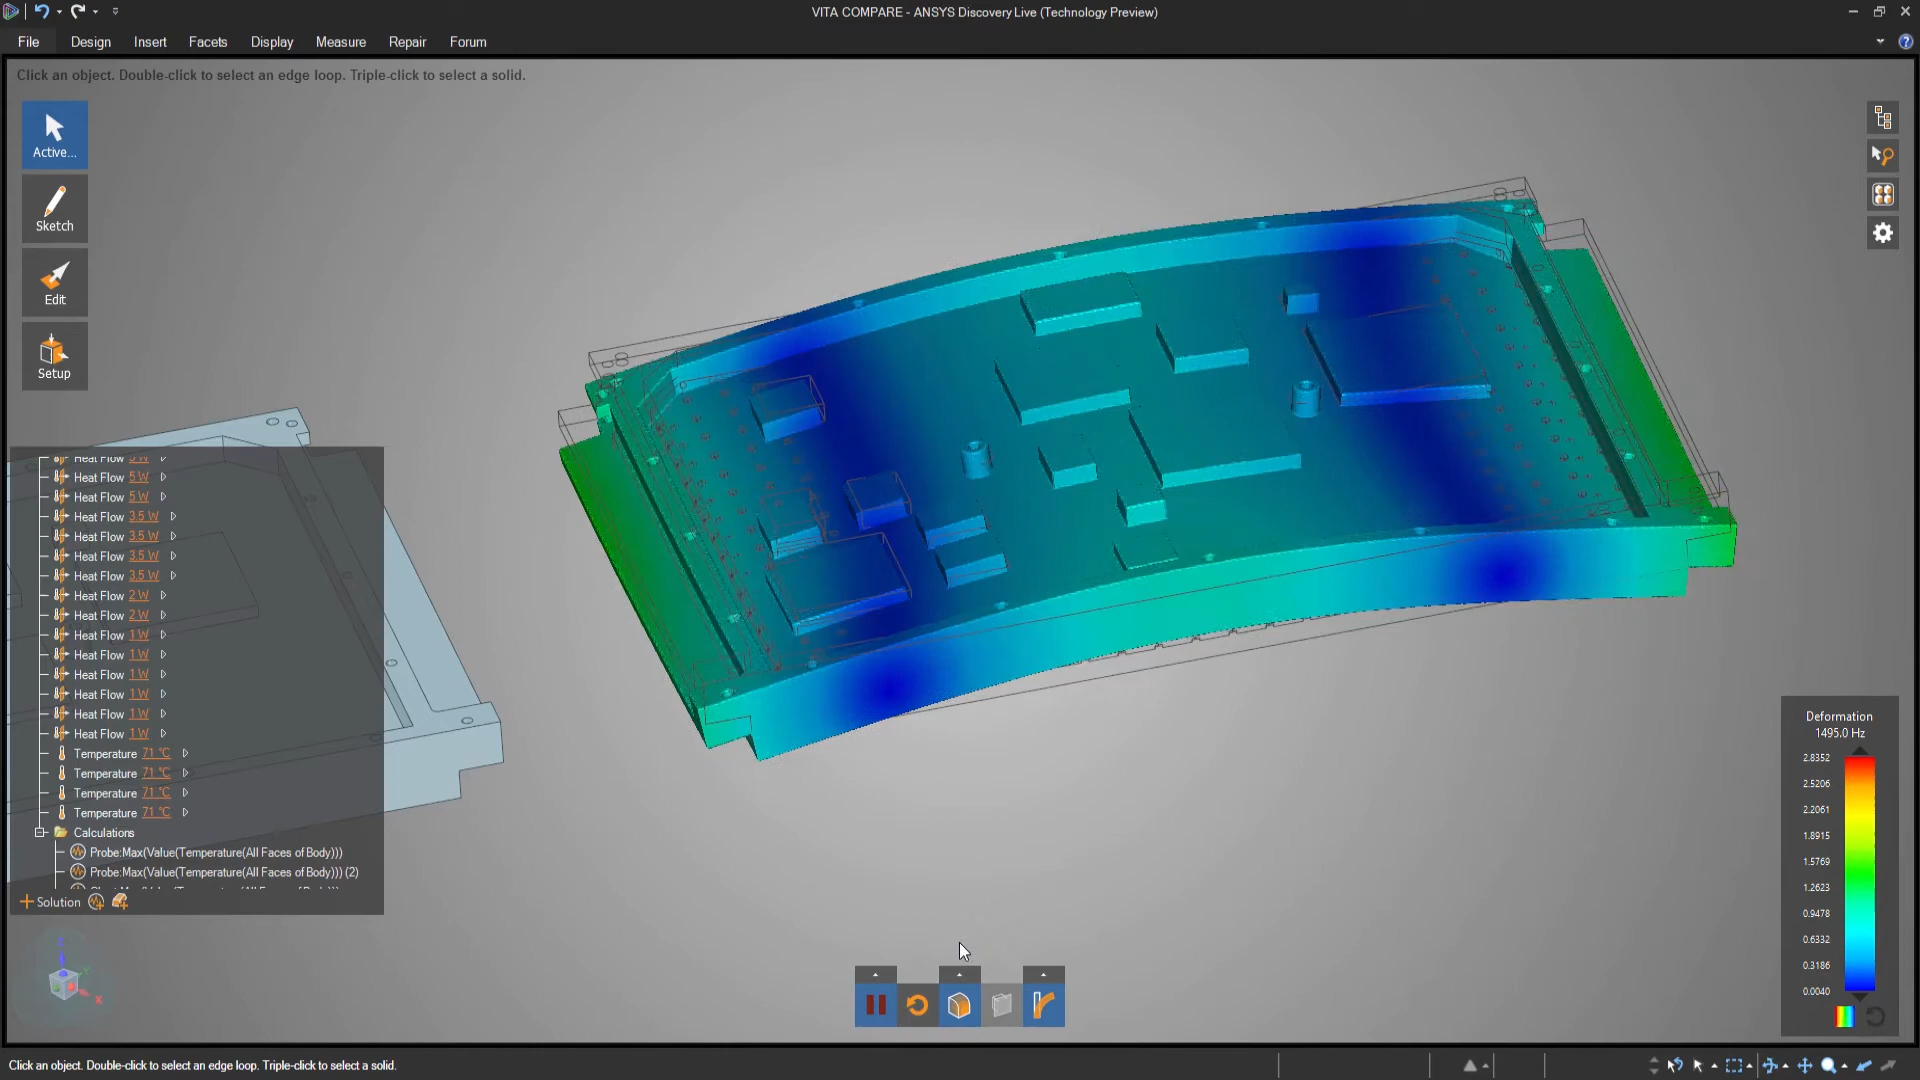 VITA COMPARE - ANSYS Discovery Live (Technology Preview)
File Design Insert Facets Display Measure Repair Forum
Click an object. Double-click to select an edge loop. Triple-click to select a solid.
Active...
Sketch
Edit
Setup
Heat Flow 5 W
Heat Flow 5 W
Heat Flow 5 W
Heat Flow 3.5 W
Heat Flow 3.5 W
Heat Flow 3.5 W
Heat Flow 3.5 W
Heat Flow 2 W
Heat Flow 2 W
Heat Flow 1 W
Heat Flow 1 W
Heat Flow 1 W
Heat Flow 1 W
Heat Flow 1 W
Heat Flow 1 W
Temperature 71 °C
Temperature 71 °C
Temperature 71 °C
Temperature 71 °C
Calculations
Probe:Max(Value(Temperature(All Faces of Body)))
Probe:Max(Value(Temperature(All Faces of Body))) (2)
Solution
Z
Y
X
Deformation
1495.0 Hz
2.8352
2.5206
2.2061
1.8915
1.5769
1.2623
0.9478
0.6332
0.3186
0.0040
Click an object. Double-click to select an edge loop. Triple-click to select a solid.